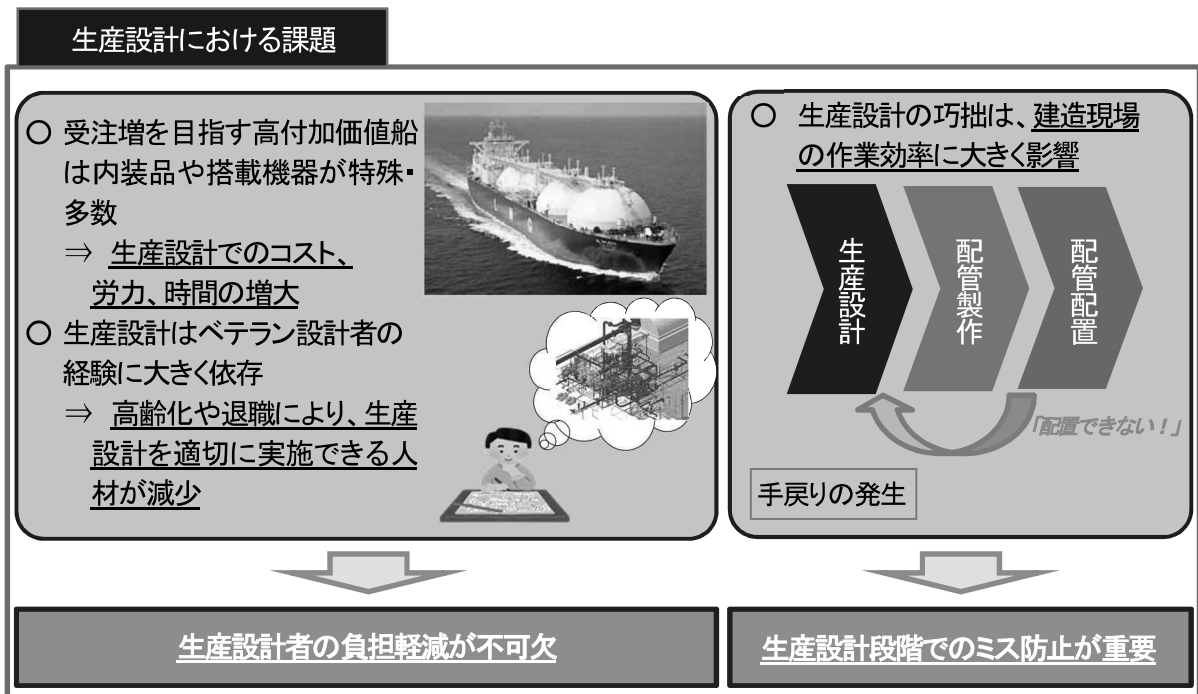 生産設計における課題
○ 受注増を目指す高付加価値船
は内装品や搭載機器が特殊・
多数
⇒ 生産設計でのコスト、
労力、時間の増大
○ 生産設計はベテラン設計者の
経験に大きく依存
⇒ 高齢化や退職により、生産
設計を適切に実施できる人
材が減少
LNG
○ 生産設計の巧拙は、建造現場
の作業効率に大きく影響
生産設計
配管製作
配管配置
「配置できない！」
手戻りの発生
生産設計者の負担軽減が不可欠
生産設計段階でのミス防止が重要